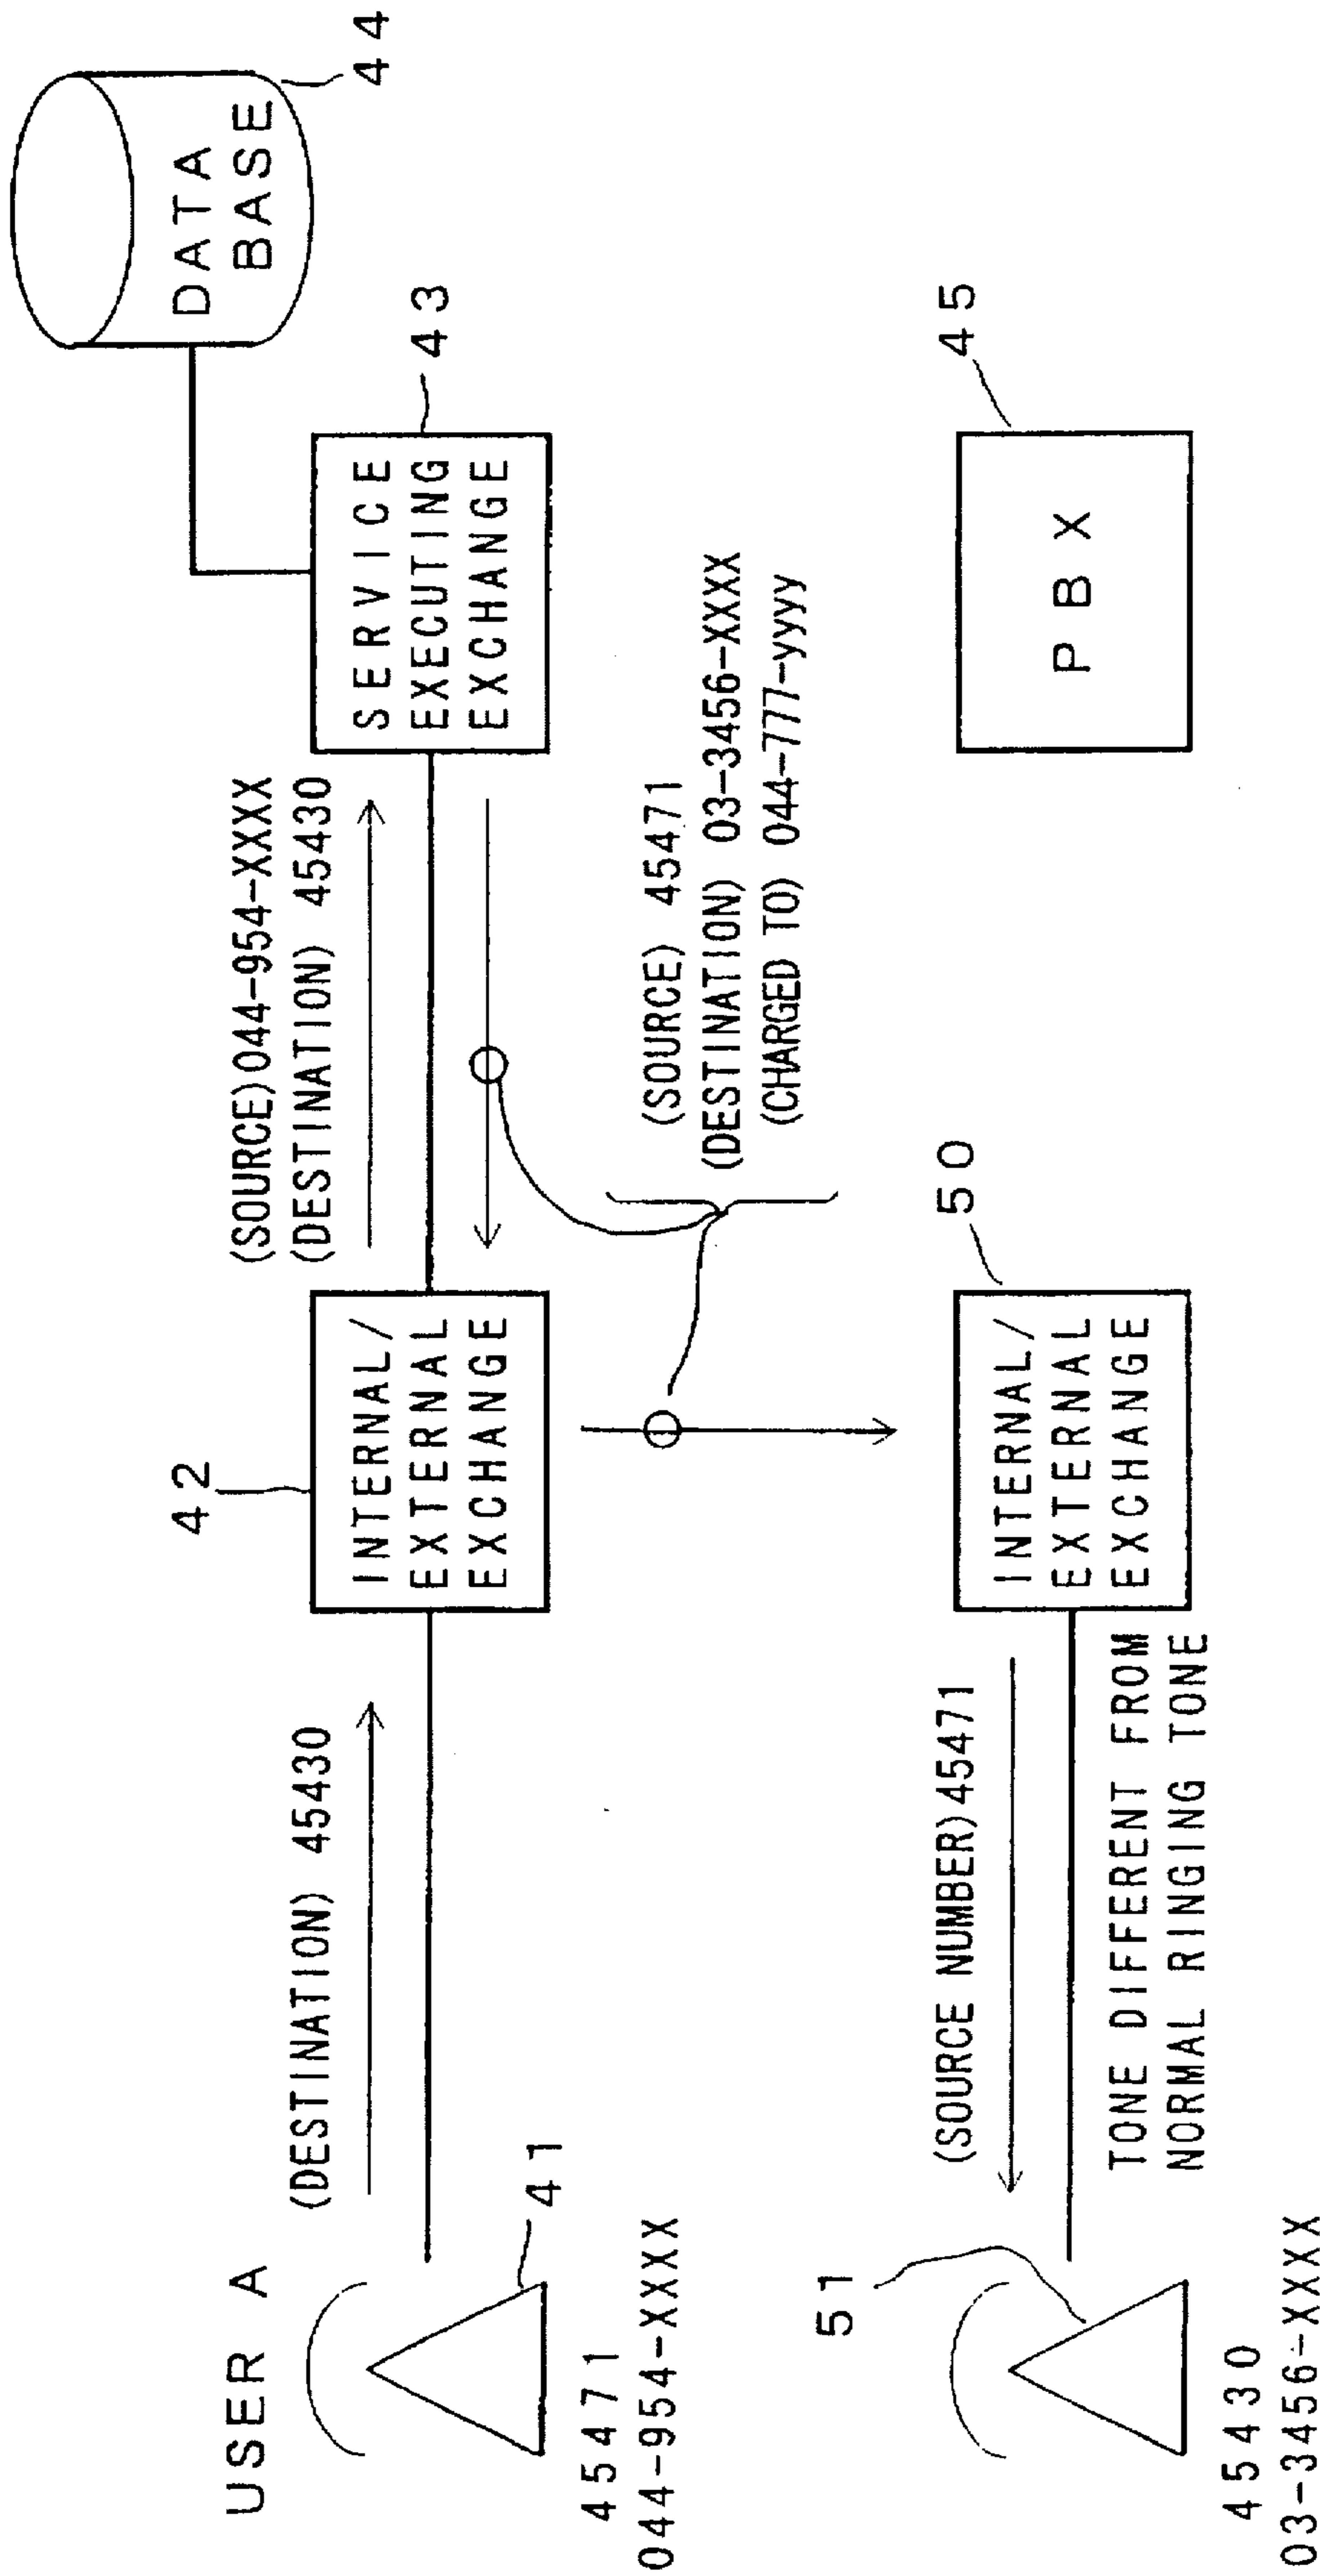 USER A
41
45471
044-954-XXXX
(DESTINATION) 45430
42
INTERNAL/
EXTERNAL
EXCHANGE
(SOURCE)044-954-XXXX
(DESTINATION) 45430
SERVICE
EXECUTING
EXCHANGE
43
DATA
BASE
44
(SOURCE) 45471
(DESTINATION) 03-3456-XXXX
(CHARGED TO) 044-777-yyyy
51
45430
03-3456-XXXX
(SOURCE NUMBER)45471
TONE DIFFERENT FROM
NORMAL RINGING TONE
50
INTERNAL/
EXTERNAL
EXCHANGE
45
PBX